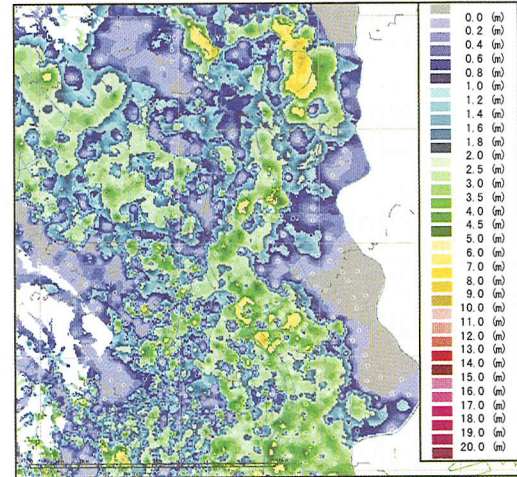 0.0 (m)
0.2 (m)
0.4 (m)
0.6 (m)
0.8 (m)
1.0 (m)
1.2 (m)
1.4 (m)
1.6 (m)
1.8 (m)
2.0 (m)
2.5 (m)
3.0 (m)
3.5 (m)
4.0 (m)
4.5 (m)
5.0 (m)
6.0 (m)
7.0 (m)
8.0 (m)
9.0 (m)
10.0 (m)
11.0 (m)
12.0 (m)
13.0 (m)
14.0 (m)
15.0 (m)
16.0 (m)
17.0 (m)
18.0 (m)
19.0 (m)
20.0 (m)